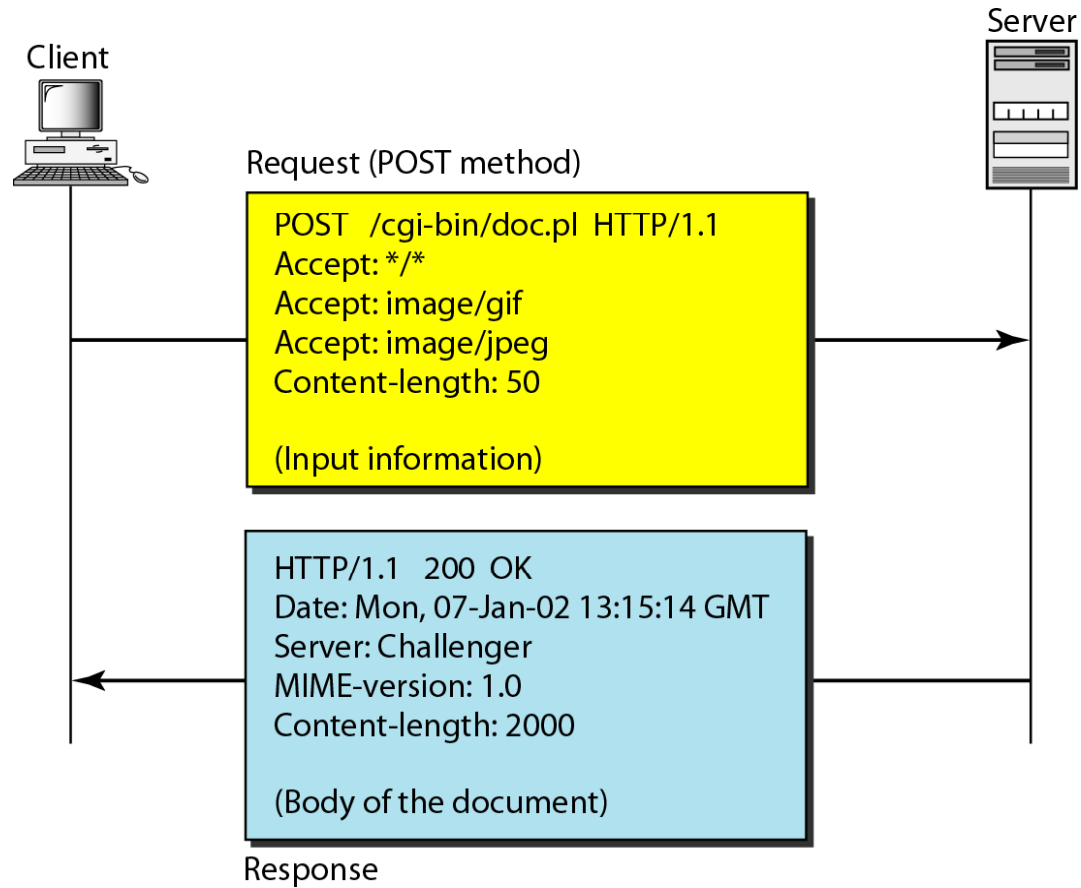 Server
Client
Request (POST method)
POST /cgi-bin/doc.pl HTTP/1.1
Accept: */*
Accept: image/gif
Accept: image/jpeg
Content-length: 50
(Input information)
HTTP/1.1 200 OK
Date: Mon, 07-Jan-02 13:15:14 GMT
Server: Challenger
MIME-version: 1.0
Content-length: 2000
(Body of the document)
Response